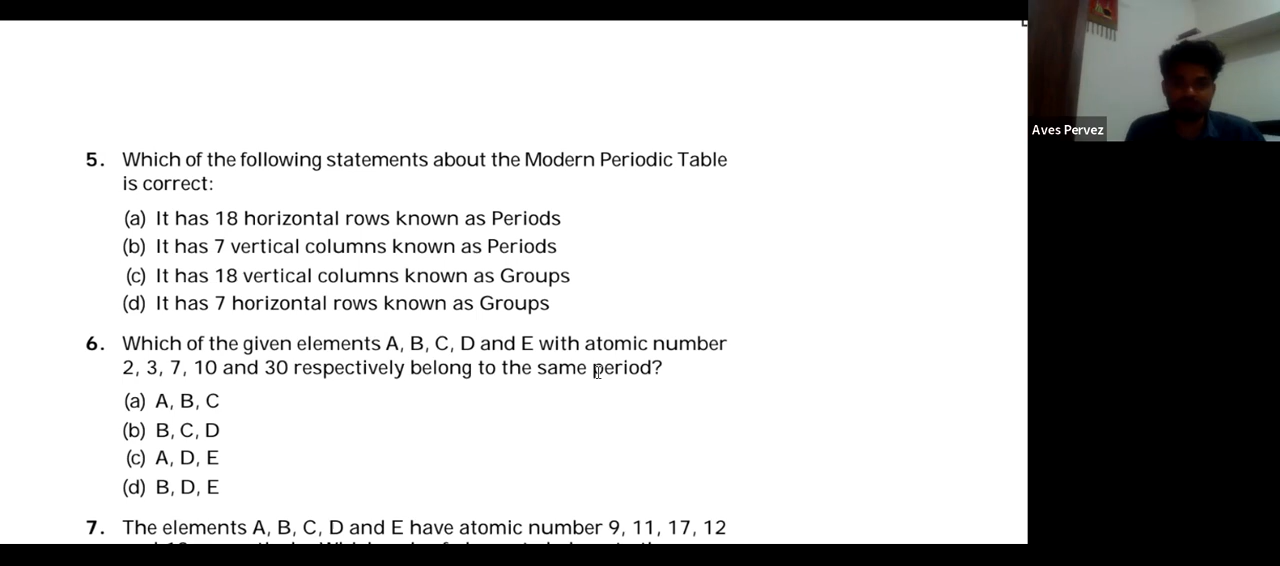 Aves Pervez
5. Which of the following statements about the Modern Periodic Table
is correct:
(a) It has 18 horizontal rows known as Periods
(b) It has 7 vertical columns known as Periods
(c) It has 18 vertical columns known as Groups
(d) It has 7 horizontal rows known as Groups
6. Which of the given elements A, B, C, D and E with atomic number
2, 3, 7, 10 and 30 respectively belong to the same period?
(a) A, B, C
(b) B, C, D
(c) A, D, E
(d) B, D, E
7. The elements A, B, C, D and E have atomic number 9, 11, 17, 12